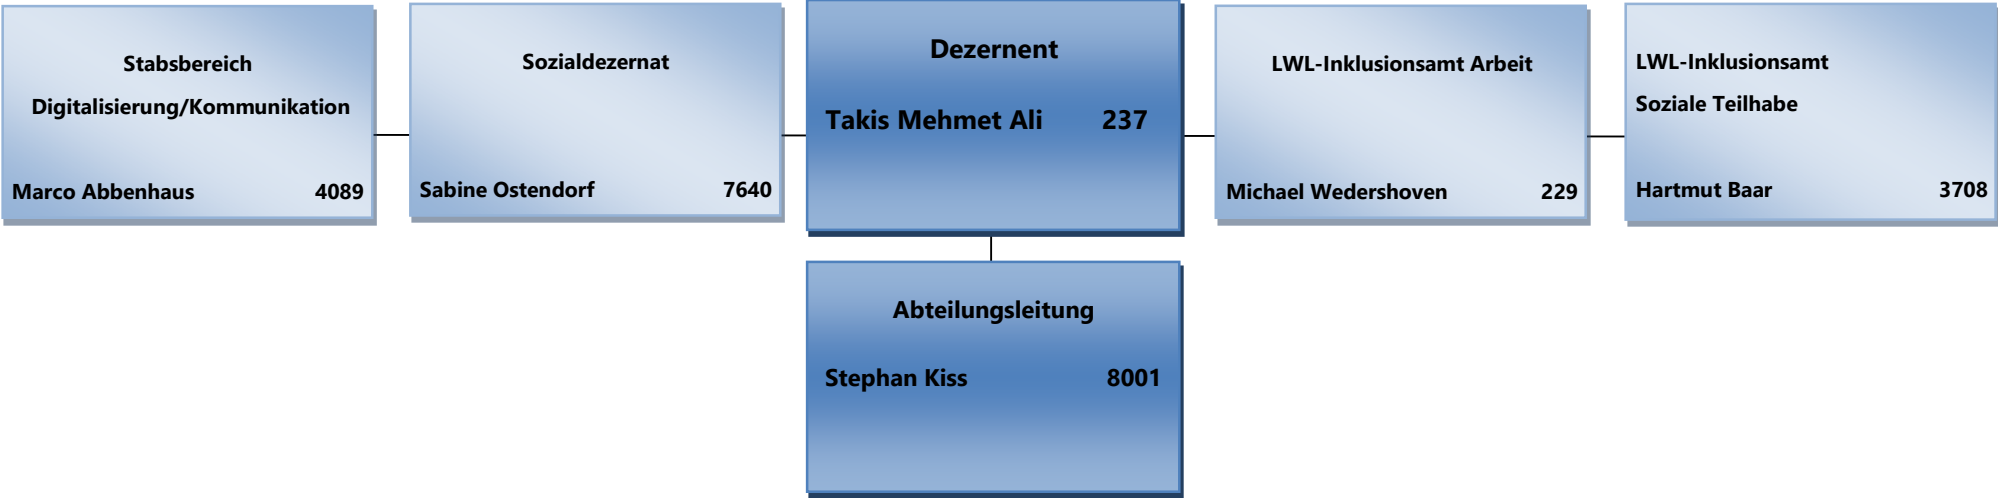 Stabsbereich
Digitalisierung/Kommunikation
Marco Abbenhaus 4089
Sozialdezernat
Sabine Ostendorf 7640
Dezernent
Takis Mehmet Ali 237
LWL-Inklusionsamt Arbeit
Michael Wedershoven 229
LWL-Inklusionsamt
Soziale Teilhabe
Hartmut Baar 3708
Abteilungsleitung
Stephan Kiss 8001